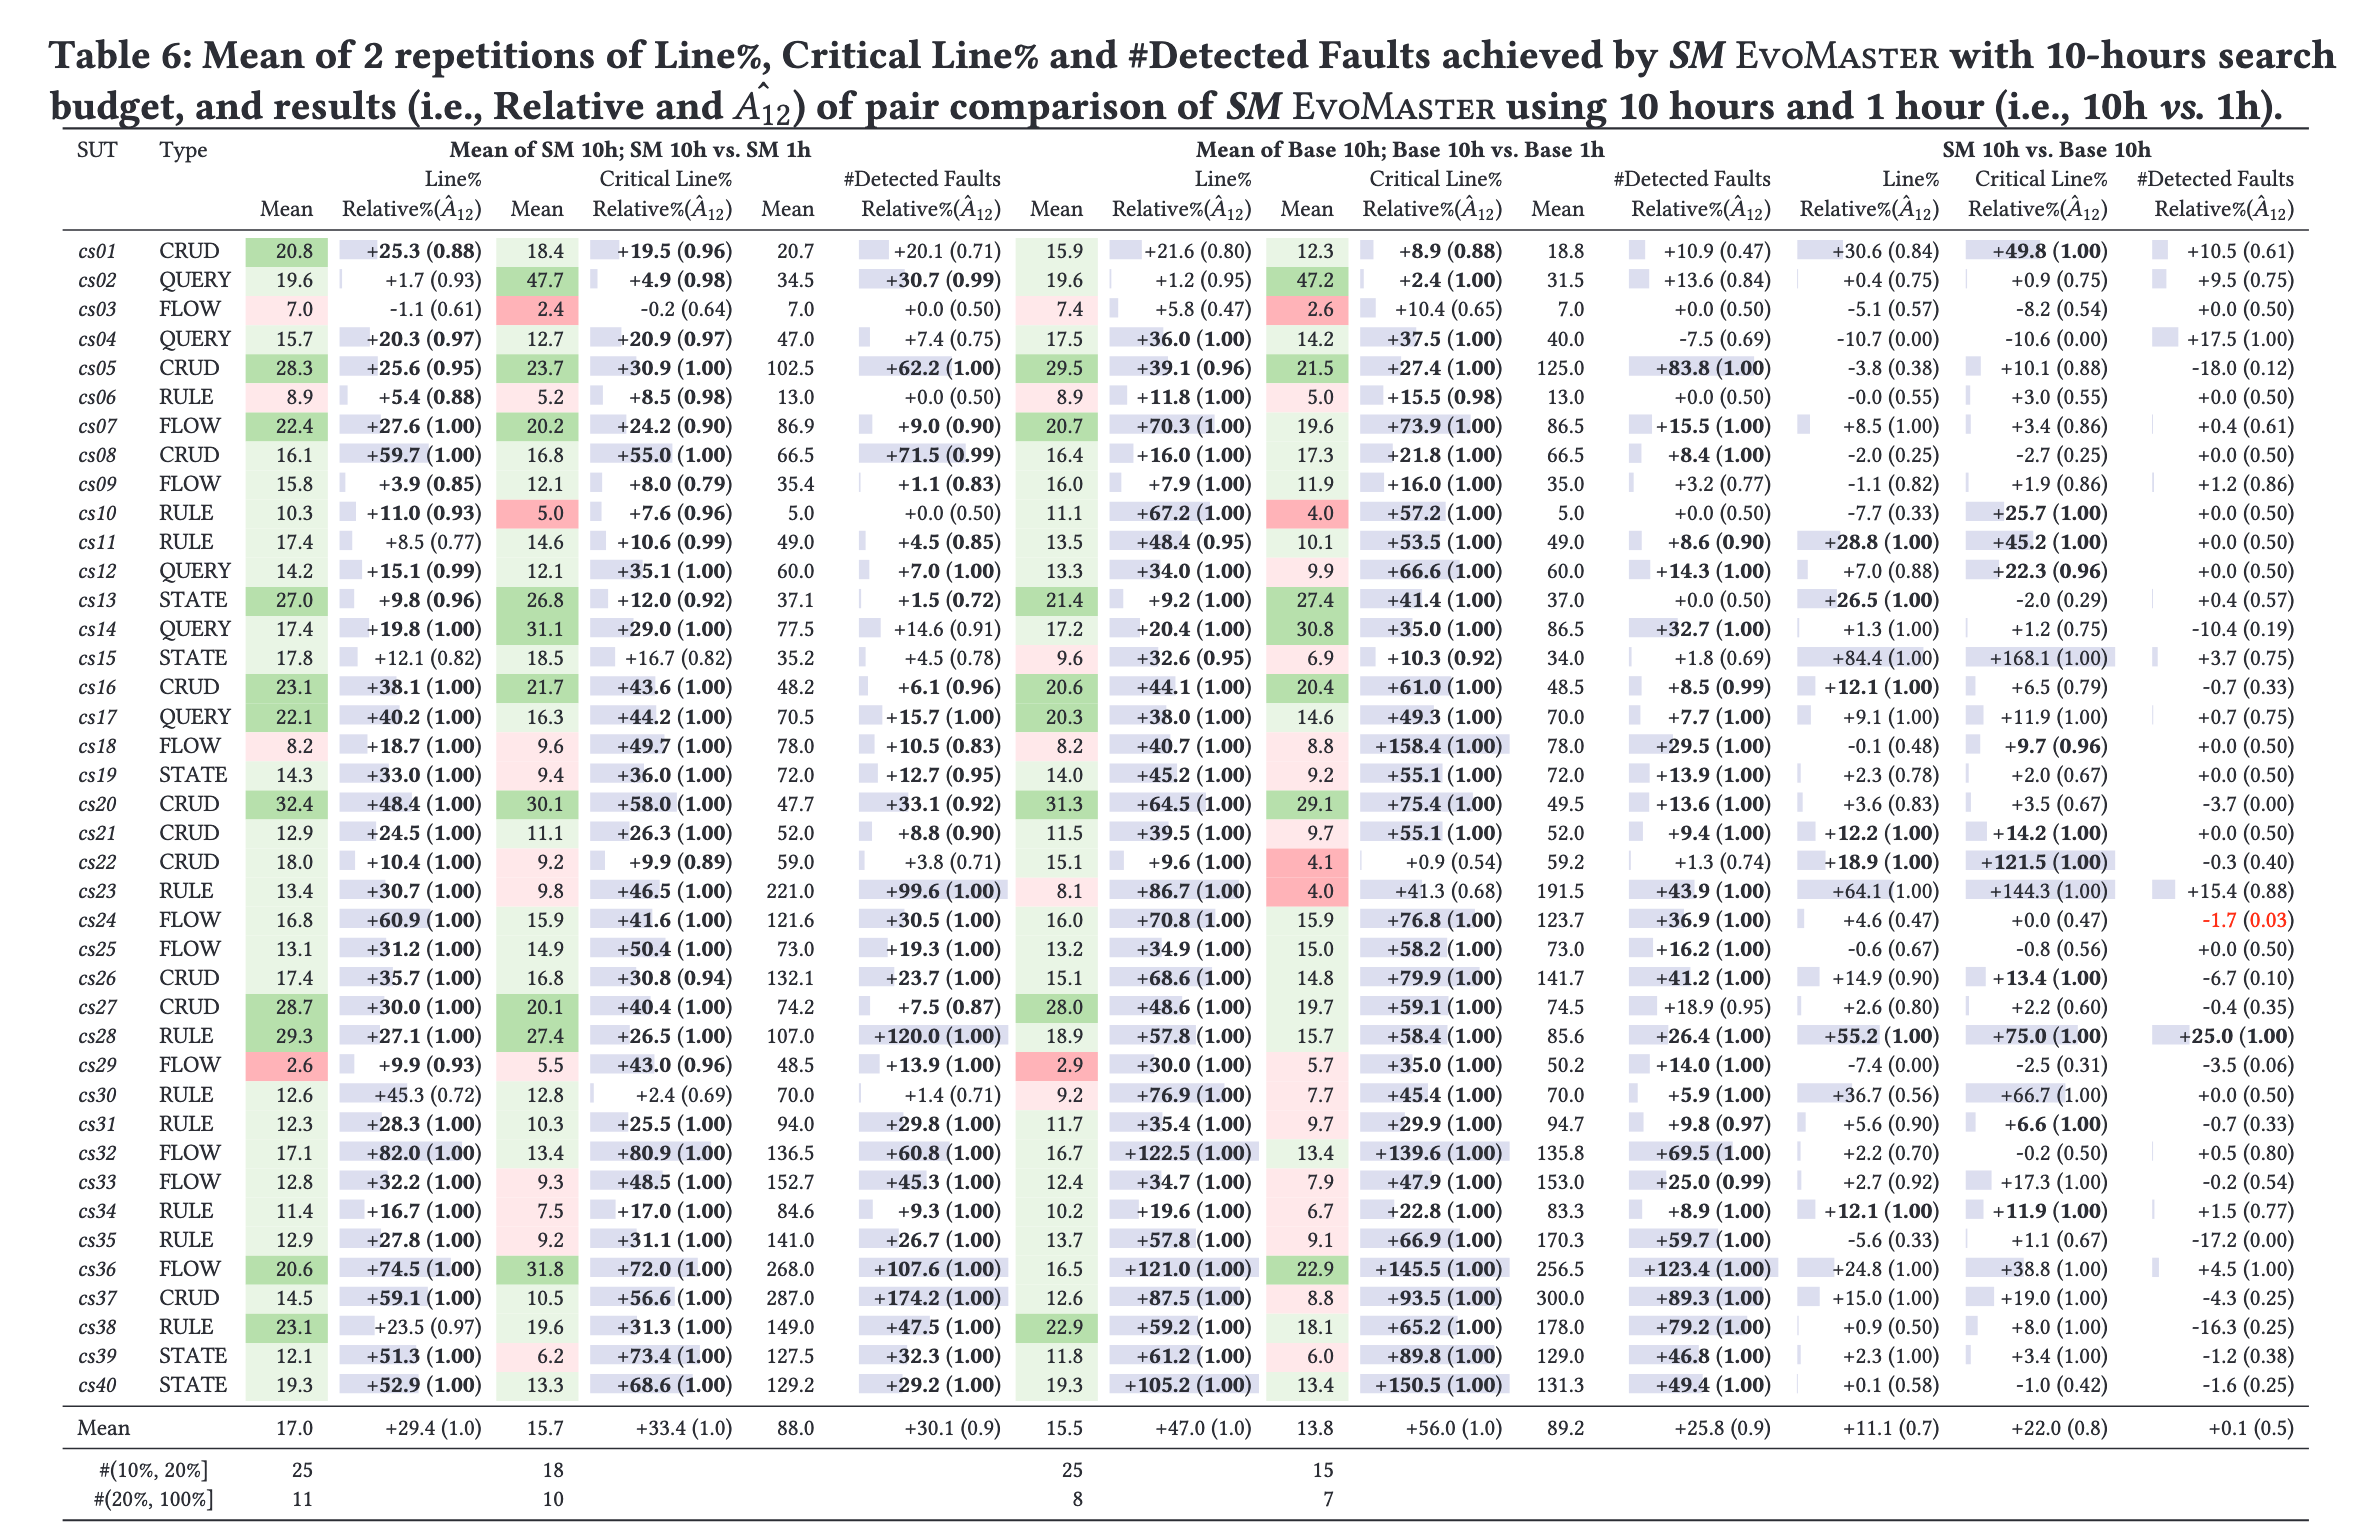 Table 6: Mean of 2 repetitions of Line%, Critical Line% and #Detected Faults achieved by SM EvoMaster with 10-hours search
budget, and results (i.e., Relative and Â12) of pair comparison of SM EvoMaster using 10 hours and 1 hour (i.e., 10h vs. 1h).
SUT Type Mean of SM 10h; SM 10h vs. SM 1h Mean of Base 10h; Base 10h vs. Base 1h SM 10h vs. Base 10h
Line% Critical Line% #Detected Faults Line% Critical Line% #Detected Faults Line% Critical Line% #Detected Faults
Mean Relative%(Â12) Mean Relative%(Â12) Mean Relative%(Â12) Mean Relative%(Â12) Mean Relative%(Â12) Mean Relative%(Â12) Relative%(Â12) Relative%(Â12) Relative%(Â12)
cs01 CRUD 20.8 +25.3 (0.88) 18.4 +19.5 (0.96) 20.7 +20.1 (0.71) 15.9 +21.6 (0.80) 12.3 +8.9 (0.88) 18.8 +10.9 (0.47) +30.6 (0.84) +49.8 (1.00) +10.5 (0.61)
cs02 QUERY 19.6 +1.7 (0.93) 47.7 +4.9 (0.98) 34.5 +30.7 (0.99) 19.6 +1.2 (0.95) 47.2 +2.4 (1.00) 31.5 +13.6 (0.84) +0.4 (0.75) +0.9 (0.75) +9.5 (0.75)
cs03 FLOW 7.0 -1.1 (0.61) 2.4 -0.2 (0.64) 7.0 +0.0 (0.50) 7.4 +5.8 (0.47) 2.6 +10.4 (0.65) 7.0 +0.0 (0.50) -5.1 (0.57) -8.2 (0.54) +0.0 (0.50)
cs04 QUERY 15.7 +20.3 (0.97) 12.7 +20.9 (0.97) 47.0 +7.4 (0.75) 17.5 +36.0 (1.00) 14.2 +37.5 (1.00) 40.0 -7.5 (0.69) -10.7 (0.00) -10.6 (0.00) +17.5 (1.00)
cs05 CRUD 28.3 +25.6 (0.95) 23.7 +30.9 (1.00) 102.5 +62.2 (1.00) 29.5 +39.1 (0.96) 21.5 +27.4 (1.00) 125.0 +83.8 (1.00) -3.8 (0.38) +10.1 (0.88) -18.0 (0.12)
cs06 RULE 8.9 +5.4 (0.88) 5.2 +8.5 (0.98) 13.0 +0.0 (0.50) 8.9 +11.8 (1.00) 5.0 +15.5 (0.98) 13.0 +0.0 (0.50) -0.0 (0.55) +3.0 (0.55) +0.0 (0.50)
cs07 FLOW 22.4 +27.6 (1.00) 20.2 +24.2 (0.90) 86.9 +9.0 (0.90) 20.7 +70.3 (1.00) 19.6 +73.9 (1.00) 86.5 +15.5 (1.00) +8.5 (1.00) +3.4 (0.86) +0.4 (0.61)
cs08 CRUD 16.1 +59.7 (1.00) 16.8 +55.0 (1.00) 66.5 +71.5 (0.99) 16.4 +16.0 (1.00) 17.3 +21.8 (1.00) 66.5 +8.4 (1.00) -2.0 (0.25) -2.7 (0.25) +0.0 (0.50)
cs09 FLOW 15.8 +3.9 (0.85) 12.1 +8.0 (0.79) 35.4 +1.1 (0.83) 16.0 +7.9 (1.00) 11.9 +16.0 (1.00) 35.0 +3.2 (0.77) -1.1 (0.82) +1.9 (0.86) +1.2 (0.86)
cs10 RULE 10.3 +11.0 (0.93) 5.0 +7.6 (0.96) 5.0 +0.0 (0.50) 11.1 +67.2 (1.00) 4.0 +57.2 (1.00) 5.0 +0.0 (0.50) -7.7 (0.33) +25.7 (1.00) +0.0 (0.50)
cs11 RULE 17.4 +8.5 (0.77) 14.6 +10.6 (0.99) 49.0 +4.5 (0.85) 13.5 +48.4 (0.95) 10.1 +53.5 (1.00) 49.0 +8.6 (0.90) +28.8 (1.00) +45.2 (1.00) +0.0 (0.50)
cs12 QUERY 14.2 +15.1 (0.99) 12.1 +35.1 (1.00) 60.0 +7.0 (1.00) 13.3 +34.0 (1.00) 9.9 +66.6 (1.00) 60.0 +14.3 (1.00) +7.0 (0.88) +22.3 (0.96) +0.0 (0.50)
cs13 STATE 27.0 +9.8 (0.96) 26.8 +12.0 (0.92) 37.1 +1.5 (0.72) 21.4 +9.2 (1.00) 27.4 +41.4 (1.00) 37.0 +0.0 (0.50) +26.5 (1.00) -2.0 (0.29) +0.4 (0.57)
cs14 QUERY 17.4 +19.8 (1.00) 31.1 +29.0 (1.00) 77.5 +14.6 (0.91) 17.2 +20.4 (1.00) 30.8 +35.0 (1.00) 86.5 +32.7 (1.00) +1.3 (1.00) +1.2 (0.75) -10.4 (0.19)
cs15 STATE 17.8 +12.1 (0.82) 18.5 +16.7 (0.82) 35.2 +4.5 (0.78) 9.6 +32.6 (0.95) 6.9 +10.3 (0.92) 34.0 +1.8 (0.69) +84.4 (1.00) +168.1 (1.00) +3.7 (0.75)
cs16 CRUD 23.1 +38.1 (1.00) 21.7 +43.6 (1.00) 48.2 +6.1 (0.96) 20.6 +44.1 (1.00) 20.4 +61.0 (1.00) 48.5 +8.5 (0.99) +12.1 (1.00) +6.5 (0.79) -0.7 (0.33)
cs17 QUERY 22.1 +40.2 (1.00) 16.3 +44.2 (1.00) 70.5 +15.7 (1.00) 20.3 +38.0 (1.00) 14.6 +49.3 (1.00) 70.0 +7.7 (1.00) +9.1 (1.00) +11.9 (1.00) +0.7 (0.75)
cs18 FLOW 8.2 +18.7 (1.00) 9.6 +49.7 (1.00) 78.0 +10.5 (0.83) 8.2 +40.7 (1.00) 8.8 +158.4 (1.00) 78.0 +29.5 (1.00) -0.1 (0.48) +9.7 (0.96) +0.0 (0.50)
cs19 STATE 14.3 +33.0 (1.00) 9.4 +36.0 (1.00) 72.0 +12.7 (0.95) 14.0 +45.2 (1.00) 9.2 +55.1 (1.00) 72.0 +13.9 (1.00) +2.3 (0.78) +2.0 (0.67) +0.0 (0.50)
cs20 CRUD 32.4 +48.4 (1.00) 30.1 +58.0 (1.00) 47.7 +33.1 (0.92) 31.3 +64.5 (1.00) 29.1 +75.4 (1.00) 49.5 +13.6 (1.00) +3.6 (0.83) +3.5 (0.67) -3.7 (0.00)
cs21 CRUD 12.9 +24.5 (1.00) 11.1 +26.3 (1.00) 52.0 +8.8 (0.90) 11.5 +39.5 (1.00) 9.7 +55.1 (1.00) 52.0 +9.4 (1.00) +12.2 (1.00) +14.2 (1.00) +0.0 (0.50)
cs22 CRUD 18.0 +10.4 (1.00) 9.2 +9.9 (0.89) 59.0 +3.8 (0.71) 15.1 +9.6 (1.00) 4.1 +0.9 (0.54) 59.2 +1.3 (0.74) +18.9 (1.00) +121.5 (1.00) -0.3 (0.40)
cs23 RULE 13.4 +30.7 (1.00) 9.8 +46.5 (1.00) 221.0 +99.6 (1.00) 8.1 +86.7 (1.00) 4.0 +41.3 (0.68) 191.5 +43.9 (1.00) +64.1 (1.00) +144.3 (1.00) +15.4 (0.88)
cs24 FLOW 16.8 +60.9 (1.00) 15.9 +41.6 (1.00) 121.6 +30.5 (1.00) 16.0 +70.8 (1.00) 15.9 +76.8 (1.00) 123.7 +36.9 (1.00) +4.6 (0.47) +0.0 (0.47) -1.7 (0.03)
cs25 FLOW 13.1 +31.2 (1.00) 14.9 +50.4 (1.00) 73.0 +19.3 (1.00) 13.2 +34.9 (1.00) 15.0 +58.2 (1.00) 73.0 +16.2 (1.00) -0.6 (0.67) -0.8 (0.56) +0.0 (0.50)
cs26 CRUD 17.4 +35.7 (1.00) 16.8 +30.8 (0.94) 132.1 +23.7 (1.00) 15.1 +68.6 (1.00) 14.8 +79.9 (1.00) 141.7 +41.2 (1.00) +14.9 (0.90) +13.4 (1.00) -6.7 (0.10)
cs27 CRUD 28.7 +30.0 (1.00) 20.1 +40.4 (1.00) 74.2 +7.5 (0.87) 28.0 +48.6 (1.00) 19.7 +59.1 (1.00) 74.5 +18.9 (0.95) +2.6 (0.80) +2.2 (0.60) -0.4 (0.35)
cs28 RULE 29.3 +27.1 (1.00) 27.4 +26.5 (1.00) 107.0 +120.0 (1.00) 18.9 +57.8 (1.00) 15.7 +58.4 (1.00) 85.6 +26.4 (1.00) +55.2 (1.00) +75.0 (1.00) +25.0 (1.00)
cs29 FLOW 2.6 +9.9 (0.93) 5.5 +43.0 (0.96) 48.5 +13.9 (1.00) 2.9 +30.0 (1.00) 5.7 +35.0 (1.00) 50.2 +14.0 (1.00) -7.4 (0.00) -2.5 (0.31) -3.5 (0.06)
cs30 RULE 12.6 +45.3 (0.72) 12.8 +2.4 (0.69) 70.0 +1.4 (0.71) 9.2 +76.9 (1.00) 7.7 +45.4 (1.00) 70.0 +5.9 (1.00) +36.7 (0.56) +66.7 (1.00) +0.0 (0.50)
cs31 RULE 12.3 +28.3 (1.00) 10.3 +25.5 (1.00) 94.0 +29.8 (1.00) 11.7 +35.4 (1.00) 9.7 +29.9 (1.00) 94.7 +9.8 (0.97) +5.6 (0.90) +6.6 (1.00) -0.7 (0.33)
cs32 FLOW 17.1 +82.0 (1.00) 13.4 +80.9 (1.00) 136.5 +60.8 (1.00) 16.7 +122.5 (1.00) 13.4 +139.6 (1.00) 135.8 +69.5 (1.00) +2.2 (0.70) -0.2 (0.50) +0.5 (0.80)
cs33 FLOW 12.8 +32.2 (1.00) 9.3 +48.5 (1.00) 152.7 +45.3 (1.00) 12.4 +34.7 (1.00) 7.9 +47.9 (1.00) 153.0 +25.0 (0.99) +2.7 (0.92) +17.3 (1.00) -0.2 (0.54)
cs34 RULE 11.4 +16.7 (1.00) 7.5 +17.0 (1.00) 84.6 +9.3 (1.00) 10.2 +19.6 (1.00) 6.7 +22.8 (1.00) 83.3 +8.9 (1.00) +12.1 (1.00) +11.9 (1.00) +1.5 (0.77)
cs35 RULE 12.9 +27.8 (1.00) 9.2 +31.1 (1.00) 141.0 +26.7 (1.00) 13.7 +57.8 (1.00) 9.1 +66.9 (1.00) 170.3 +59.7 (1.00) -5.6 (0.33) +1.1 (0.67) -17.2 (0.00)
cs36 FLOW 20.6 +74.5 (1.00) 31.8 +72.0 (1.00) 268.0 +107.6 (1.00) 16.5 +121.0 (1.00) 22.9 +145.5 (1.00) 256.5 +123.4 (1.00) +24.8 (1.00) +38.8 (1.00) +4.5 (1.00)
cs37 CRUD 14.5 +59.1 (1.00) 10.5 +56.6 (1.00) 287.0 +174.2 (1.00) 12.6 +87.5 (1.00) 8.8 +93.5 (1.00) 300.0 +89.3 (1.00) +15.0 (1.00) +19.0 (1.00) -4.3 (0.25)
cs38 RULE 23.1 +23.5 (0.97) 19.6 +31.3 (1.00) 149.0 +47.5 (1.00) 22.9 +59.2 (1.00) 18.1 +65.2 (1.00) 178.0 +79.2 (1.00) +0.9 (0.50) +8.0 (1.00) -16.3 (0.25)
cs39 STATE 12.1 +51.3 (1.00) 6.2 +73.4 (1.00) 127.5 +32.3 (1.00) 11.8 +61.2 (1.00) 6.0 +89.8 (1.00) 129.0 +46.8 (1.00) +2.3 (1.00) +3.4 (1.00) -1.2 (0.38)
cs40 STATE 19.3 +52.9 (1.00) 13.3 +68.6 (1.00) 129.2 +29.2 (1.00) 19.3 +105.2 (1.00) 13.4 +150.5 (1.00) 131.3 +49.4 (1.00) +0.1 (0.58) -1.0 (0.42) -1.6 (0.25)
Mean 17.0 +29.4 (1.0) 15.7 +33.4 (1.0) 88.0 +30.1 (0.9) 15.5 +47.0 (1.0) 13.8 +56.0 (1.0) 89.2 +25.8 (0.9) +11.1 (0.7) +22.0 (0.8) +0.1 (0.5)
#(10%, 20%] 25 18 25 15
#(20%, 100%] 11 10 8 7